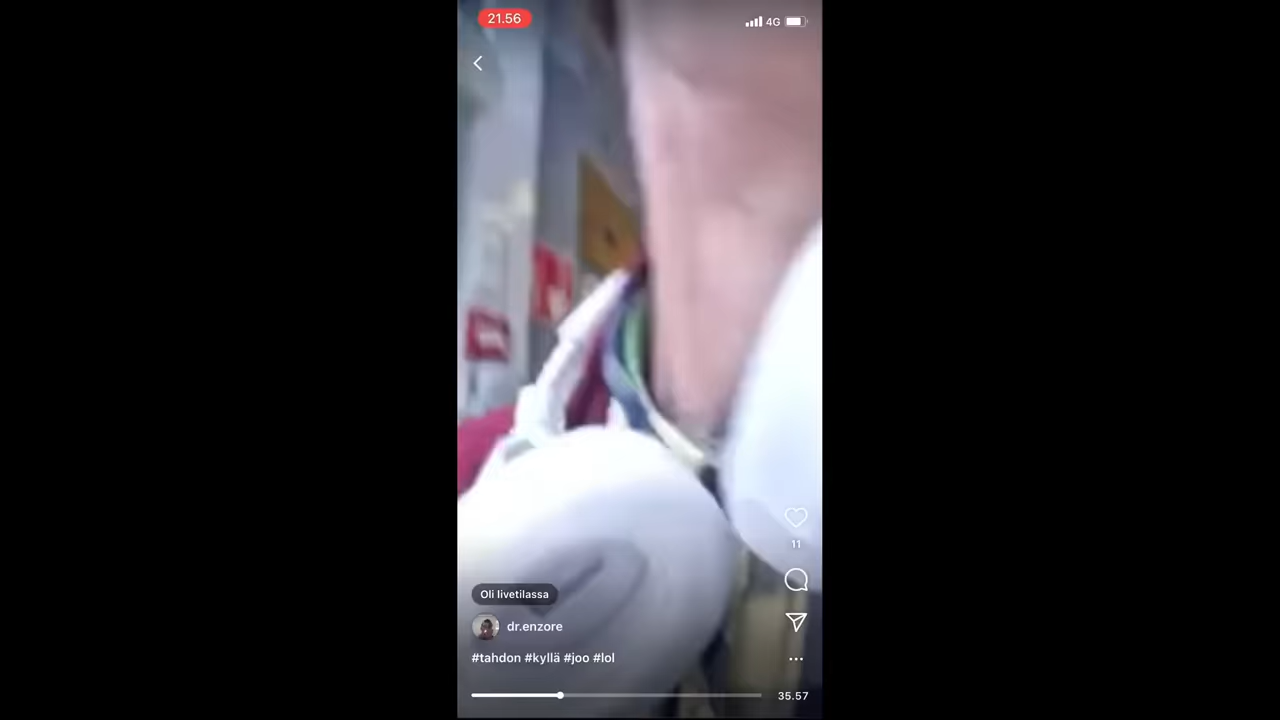 21.56
4G
11
Oli livetilassa
dr.enzore
#tahdon #kyllä #joo #lol
35.57